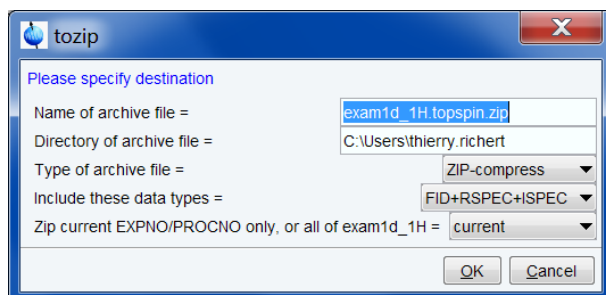 tozip
X
Please specify destination
Name of archive file = exam1d_1H.topspin.zip
Directory of archive file = C:\Users\thierry.richert
Type of archive file = ZIP-compress
Include these data types = FID+RSPEC+ISPEC
Zip current EXPNO/PROCNO only, or all of exam1d_1H = current
OK Cancel